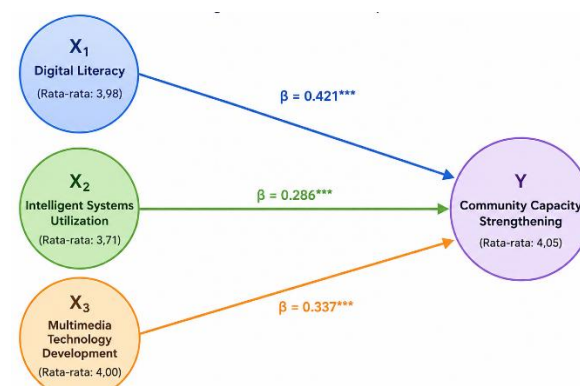 X1
Digital Literacy
(Rata-rata: 3,98)
β = 0.421***
X2
Intelligent Systems
Utilization
(Rata-rata: 3,71)
β = 0.286***
Y
Community Capacity
Strengthening
(Rata-rata: 4,05)
X3
Multimedia
Technology
Development
(Rata-rata: 4,00)
β = 0.337***